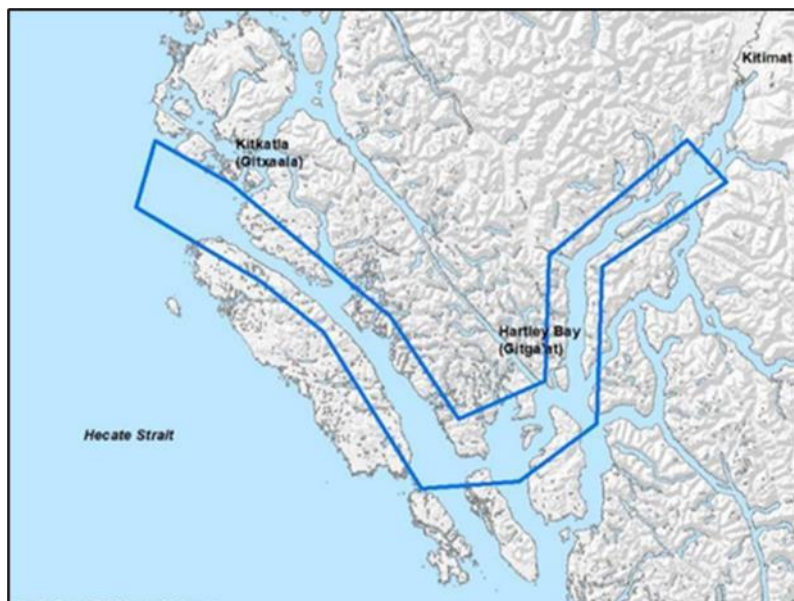 Kitimat
Kitkatla
(Gitxaala)
Hartley Bay
(Gitga'at)
Hecate Strait